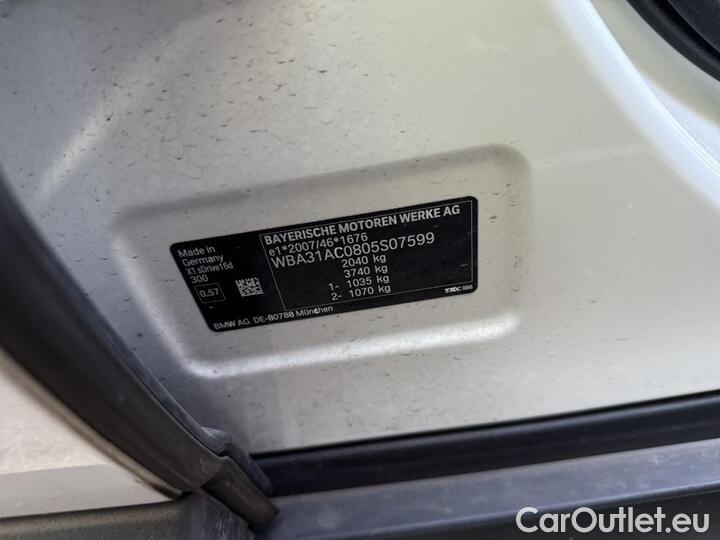 Made in
Germany
X1 sDrive16d
300
0.57
BAYERISCHE MOTOREN WERKE AG
e1*2007/46*1676
WBA31AC0805S07599
2040 kg
3740 kg
1- 1035 kg
2- 1070 kg
BMW AG DE-80788 München
CarOutlet.eu